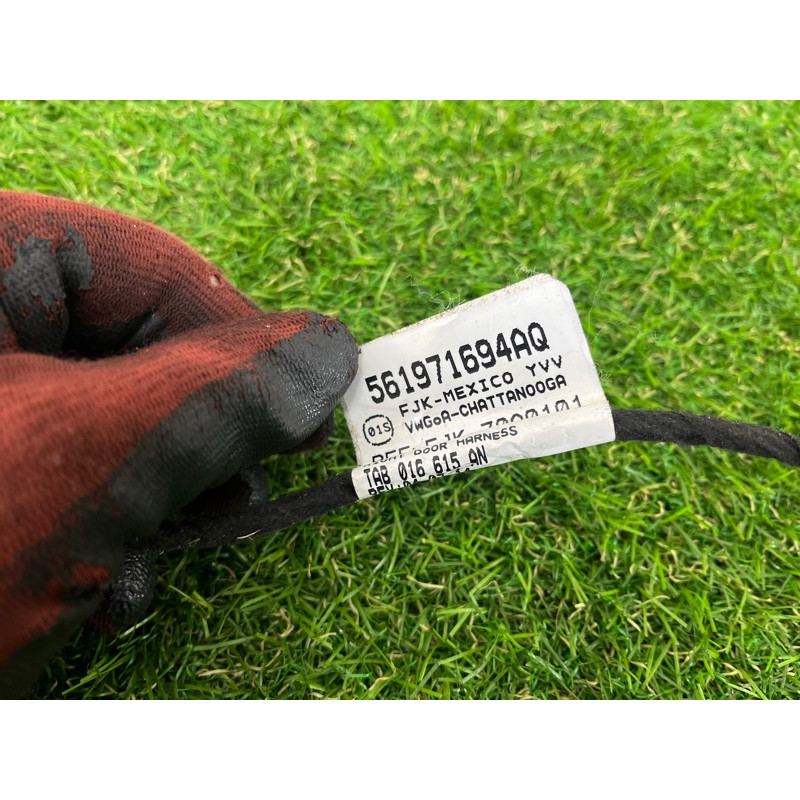 561971694AQ
FJK-MEXICO YVV
01S VWGoA-CHATTANOOGA
DOOR HARNESS
TAB 016 615 AN